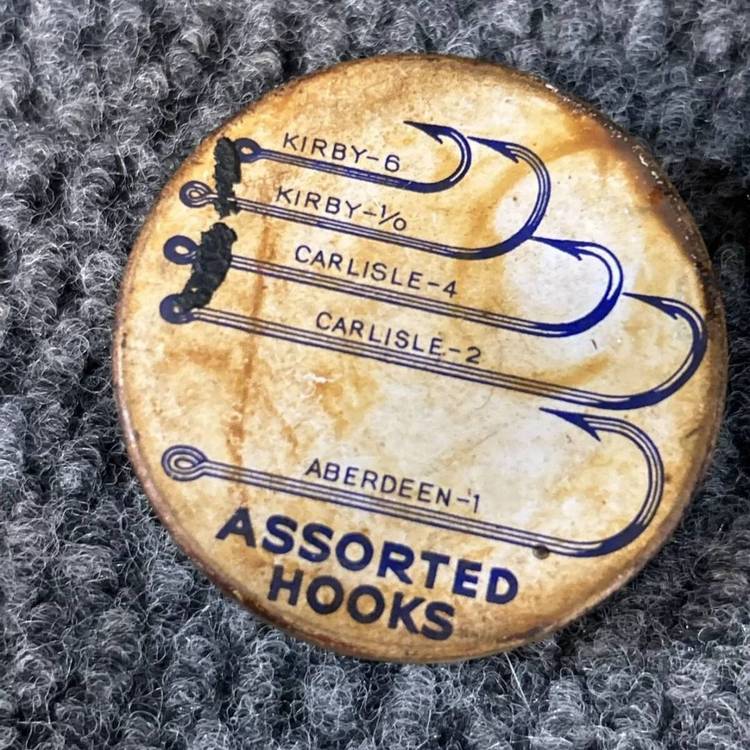 KIRBY-6
KIRBY-1/0
CARLISLE-4
CARLISLE-2
ABERDEEN-1
ASSORTED
HOOKS